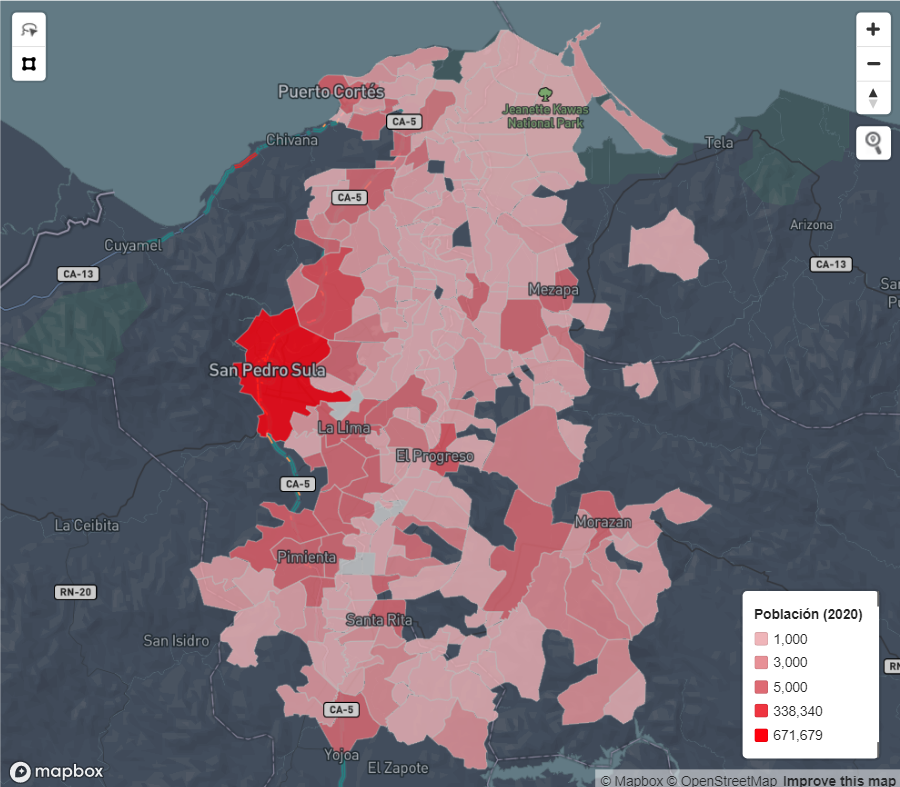 Puerto Cortés
CA-5
Jeanette Kawas
National Park
Chivana
Tela
CA-5
Arizona
Cuyamel
CA-13
CA-13
Mezapa
San Pedro Sula
La Lima
El Progreso
CA-5
La Ceibita
Morazan
Pimienta
RN-20
Santa Rita
San Isidro
CA-5
Yojoa
El Zapote
Población (2020)
1,000
3,000
5,000
338,340
671,679
mapbox
© Mapbox © OpenStreetMap Improve this map